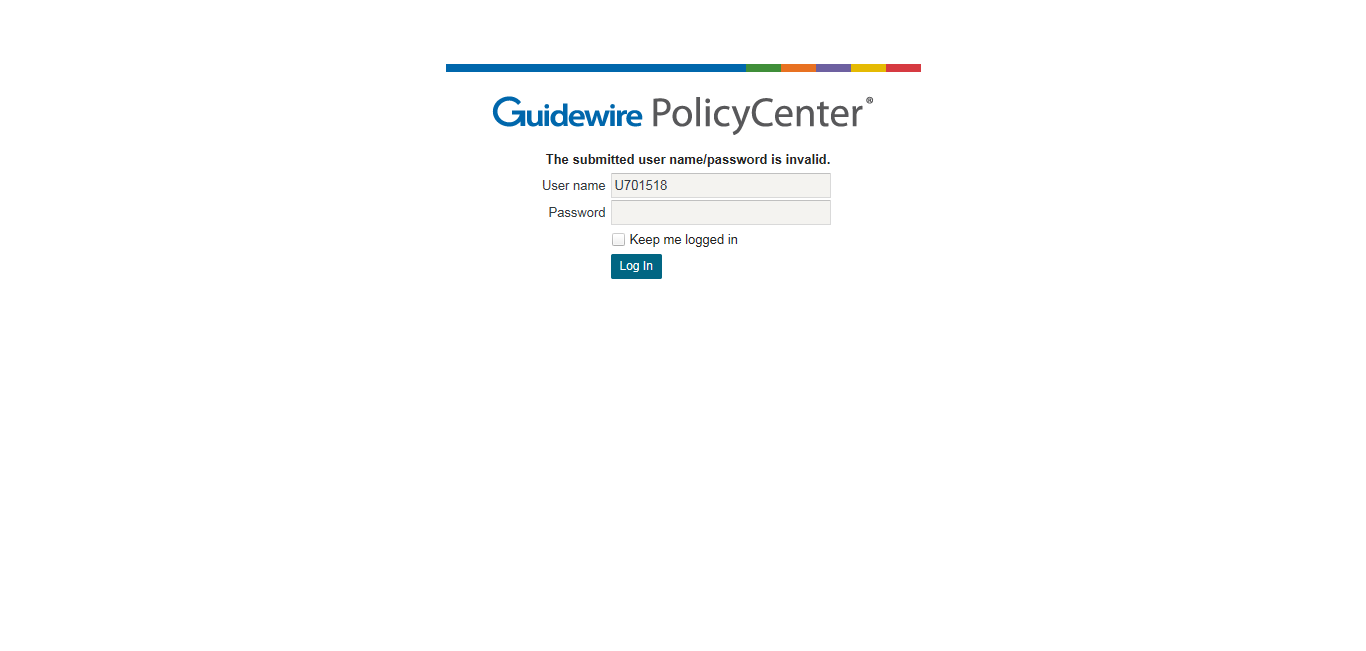 Guidewire PolicyCenter®
The submitted user name/password is invalid.
User name U701518
Password
Keep me logged in
Log In